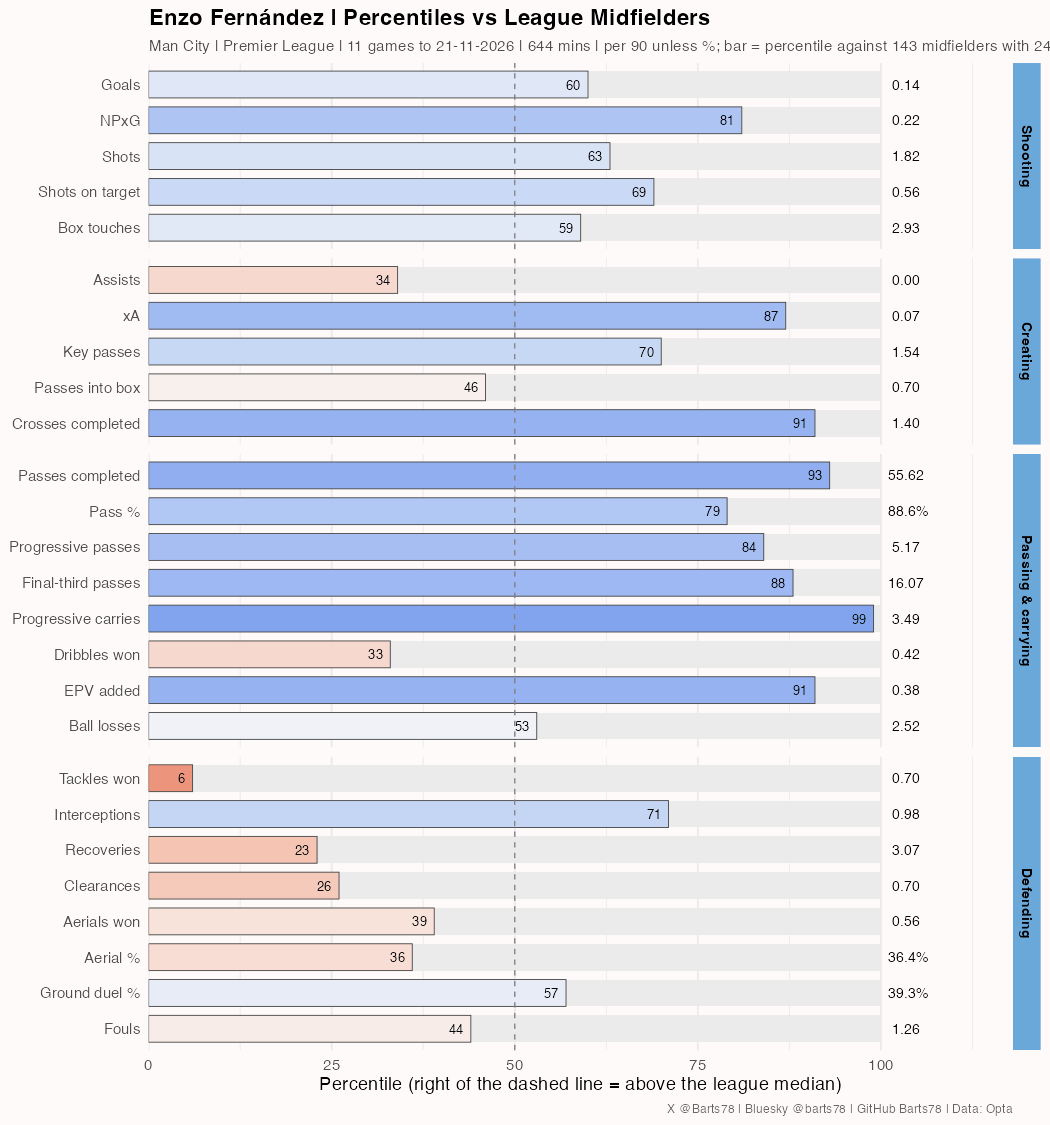 Enzo Fernández | Percentiles vs League Midfielders
Man City | Premier League | 11 games to 21-11-2026 | 644 mins | per 90 unless %; bar = percentile against 143 midfielders with 24
Shooting
Goals 60 0.14
NPxG 81 0.22
Shots 63 1.82
Shots on target 69 0.56
Box touches 59 2.93
Creating
Assists 34 0.00
xA 87 0.07
Key passes 70 1.54
Passes into box 46 0.70
Crosses completed 91 1.40
Passing & carrying
Passes completed 93 55.62
Pass % 79 88.6%
Progressive passes 84 5.17
Final-third passes 88 16.07
Progressive carries 99 3.49
Dribbles won 33 0.42
EPV added 91 0.38
Ball losses 53 2.52
Defending
Tackles won 6 0.70
Interceptions 71 0.98
Recoveries 23 3.07
Clearances 26 0.70
Aerials won 39 0.56
Aerial % 36 36.4%
Ground duel % 57 39.3%
Fouls 44 1.26
0 25 50 75 100
Percentile (right of the dashed line = above the league median)
X @Barts78 | Bluesky @barts78 | GitHub Barts78 | Data: Opta